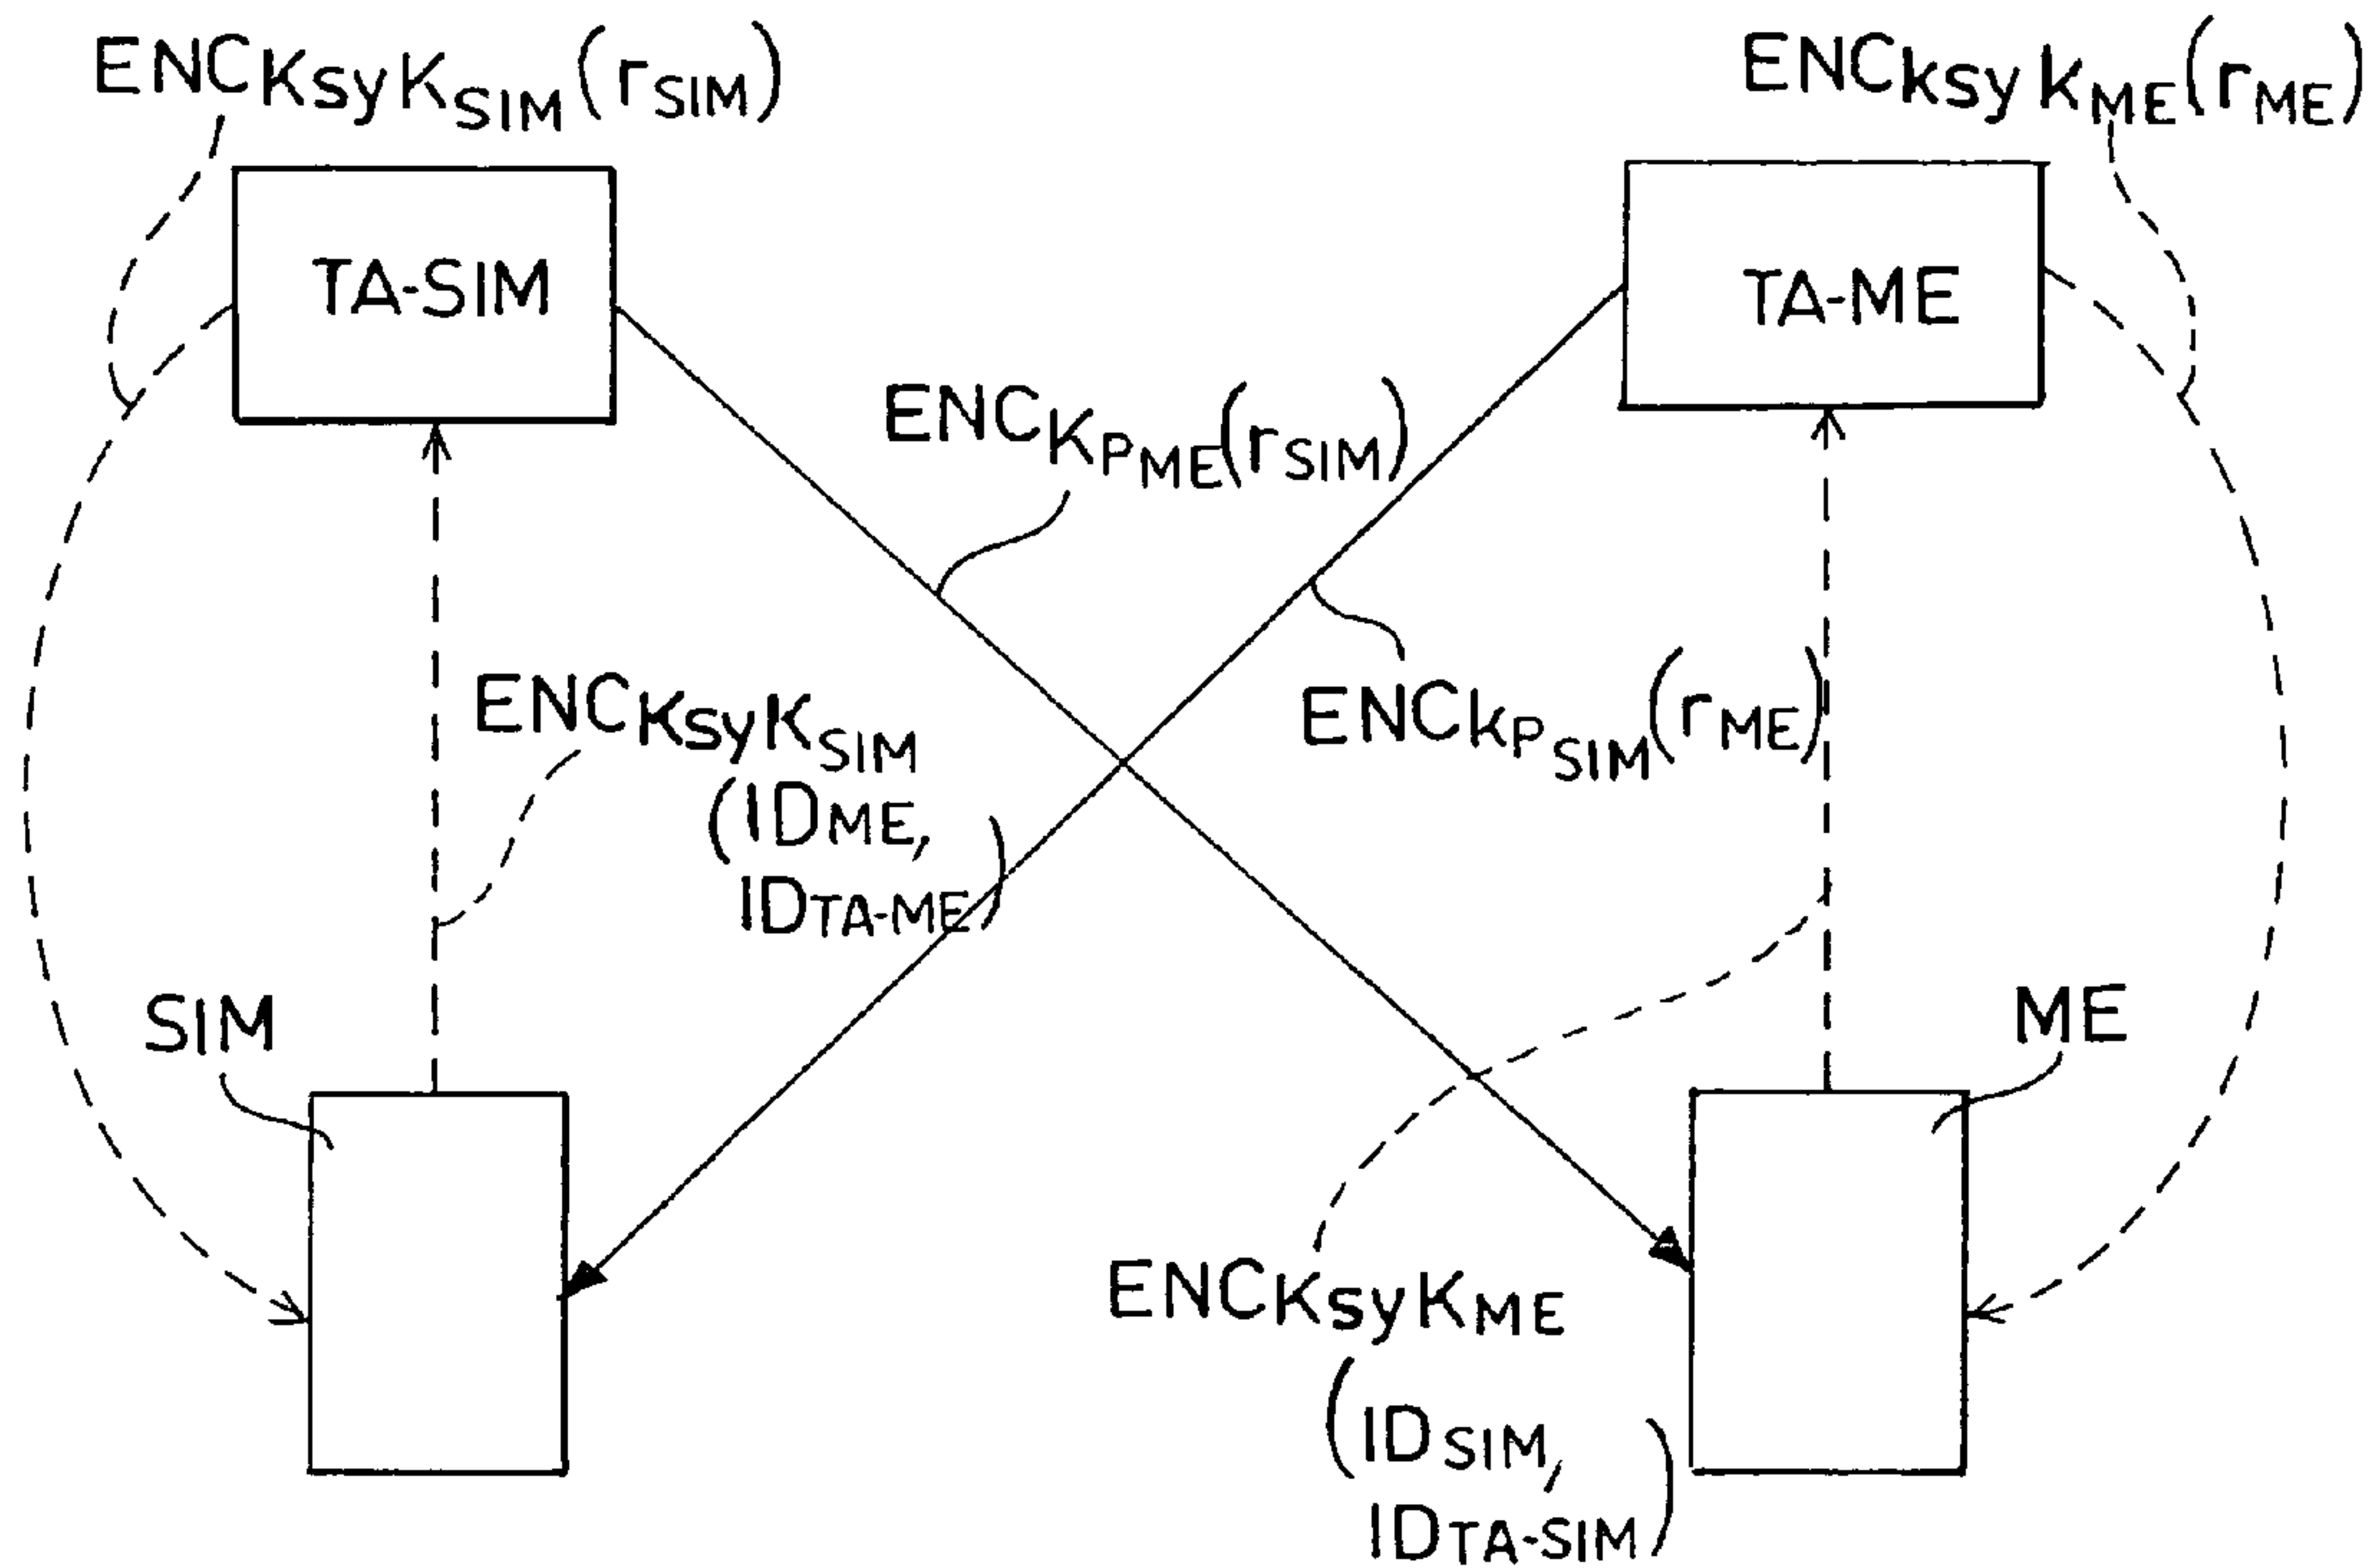 ENCKsyKSIM(rSIM)
ENCksykME(rME)
TA-SIM
TA-ME
ENCKPME(rSIM)
ENCKsyKSIM
(IDME,
IDTA-ME)
ENCkPSIM(rME)
SIM
ME
ENCKsyKME
(IDSIM,
IDTA-SIM)